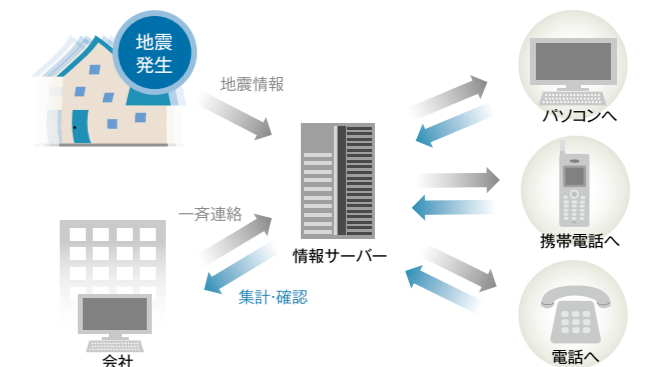 地震
発生
地震情報
パソコンへ
一斉連絡
情報サーバー
携帯電話へ
集計・確認
会社
電話へ